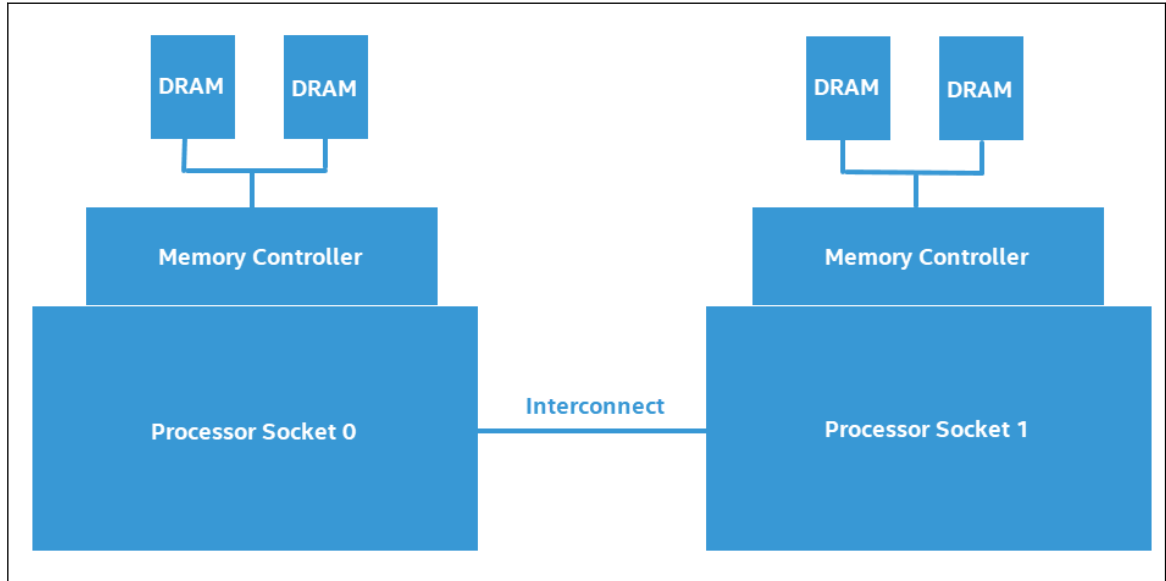 DRAM
DRAM
DRAM
DRAM
Memory Controller
Memory Controller
Interconnect
Processor Socket 0
Processor Socket 1